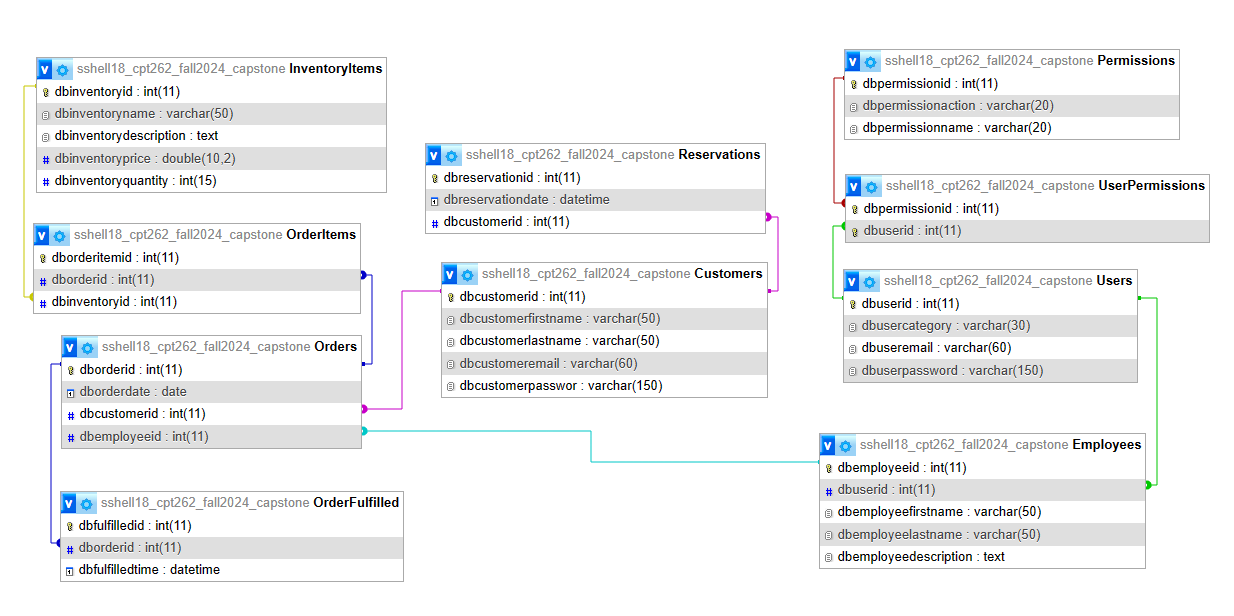 V sshell18_cpt262_fall2024_capstone InventoryItems
dbinventoryid : int(11)
dbinventoryname : varchar(50)
dbinventorydescription : text
# dbinventoryprice : double(10,2)
# dbinventoryquantity : int(15)
V sshell18_cpt262_fall2024_capstone OrderItems
dborderitemid : int(11)
# dborderid : int(11)
# dbinventoryid : int(11)
V sshell18_cpt262_fall2024_capstone Orders
dborderid : int(11)
dborderdate : date
# dbcustomerid : int(11)
# dbemployeeid : int(11)
V sshell18_cpt262_fall2024_capstone OrderFulfilled
dbfulfilledid : int(11)
# dborderid : int(11)
dbfulfilledtime : datetime
V sshell18_cpt262_fall2024_capstone Reservations
dbreservationid : int(11)
dbreservationdate : datetime
# dbcustomerid : int(11)
V sshell18_cpt262_fall2024_capstone Customers
dbcustomerid : int(11)
dbcustomerfirstname : varchar(50)
dbcustomerlastname : varchar(50)
dbcustomeremail : varchar(60)
dbcustomerpasswor : varchar(150)
V sshell18_cpt262_fall2024_capstone Permissions
dbpermissionid : int(11)
dbpermissionaction : varchar(20)
dbpermissionname : varchar(20)
V sshell18_cpt262_fall2024_capstone UserPermissions
dbpermissionid : int(11)
dbuserid : int(11)
V sshell18_cpt262_fall2024_capstone Users
dbuserid : int(11)
dbusercategory : varchar(30)
dbuseremail : varchar(60)
dbuserpassword : varchar(150)
V sshell18_cpt262_fall2024_capstone Employees
dbemployeeid : int(11)
# dbuserid : int(11)
dbemployeefirstname : varchar(50)
dbemployeelastname : varchar(50)
dbemployeedescription : text